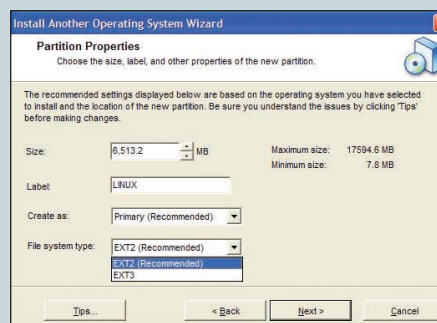 Install Another Operating System Wizard
Partition Properties
Choose the size, label, and other properties of the new partition.
The recommended settings displayed below are based on the operating system you have selected
to install and the location of the new partition. Be sure you understand the issues by clicking 'Tips'
before making changes.
Size: 6,513.2 MB Maximum size: 17594.6 MB
Minimum size: 7.8 MB
Label: LINUX
Create as: Primary (Recommended)
File system type: EXT2 (Recommended)
EXT2 (Recommended)
EXT3
Tips... < Back Next > Cancel